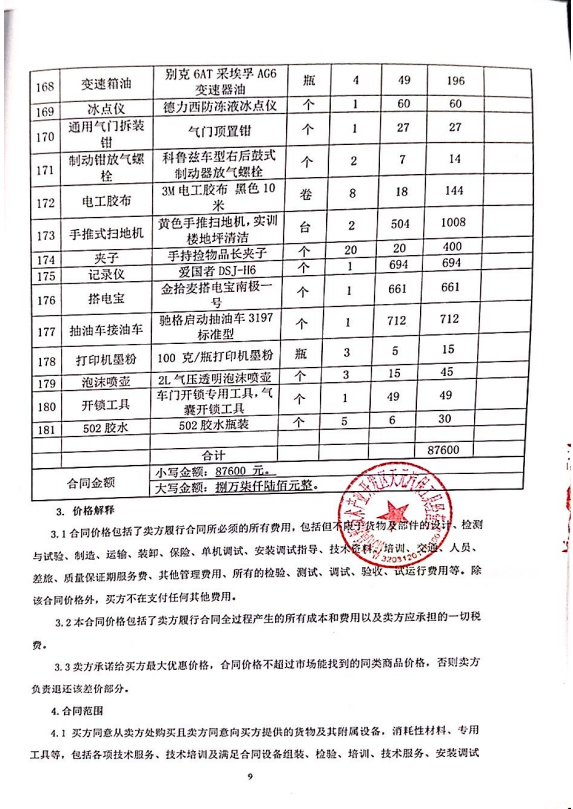 168 变速箱油 别克 6AT 采埃孚 AG6 变速器油 瓶 4 49 196
169 冰点仪 德力西防冻液冰点仪 个 1 60 60
170 通用气门拆装钳 气门顶置钳 个 1 27 27
171 制动钳放气螺栓 科鲁兹车型右后鼓式制动器放气螺栓 个 2 7 14
172 电工胶布 3M 电工胶布 黑色 10 米 卷 8 18 144
173 手推式扫地机 黄色手推扫地机，实训楼地坪清洁 台 2 504 1008
174 夹子 手持捡物品长夹子 个 20 20 400
175 记录仪 爱国者 DSJ-H6 个 1 694 694
176 搭电宝 金拾麦搭电宝南极一号 个 1 661 661
177 抽油车接油车 驰格启动抽油车 3197 标准型 个 1 712 712
178 打印机墨粉 100 克/瓶打印机墨粉 瓶 3 5 15
179 泡沫喷壶 2L 气压透明泡沫喷壶 个 3 15 45
180 开锁工具 车门开锁专用工具，气囊开锁工具 个 1 49 49
181 502 胶水 502 胶水瓶装 个 5 6 30
合计 87600
合同金额 小写金额：87600 元。
大写金额：捌万柒仟陆佰元整。
3. 价格解释
3.1 合同价格包括了卖方履行合同所必须的所有费用，包括但不限于货物及部件的设计、检测
与试验、制造、运输、装卸、保险、单机调试、安装调试指导、技术资料、培训、交通、人员、
差旅、质量保证期服务费、其他管理费用、所有的检验、测试、调试、验收、试运行费用等。除
该合同价格外，买方不在支付任何其他费用。
3.2 本合同价格包括了卖方履行合同全过程产生的所有成本和费用以及卖方应承担的一切税
费。
3.3 卖方承诺给买方最大优惠价格，合同价格不超过市场能找到的同类商品价格，否则卖方
负责退还该差价部分。
4. 合同范围
4.1 买方同意从卖方处购买且卖方同意向买方提供的货物及其附属设备，消耗性材料、专用
工具等，包括各项技术服务、技术培训及满足合同设备组装、检验、培训、技术服务、安装调试
9